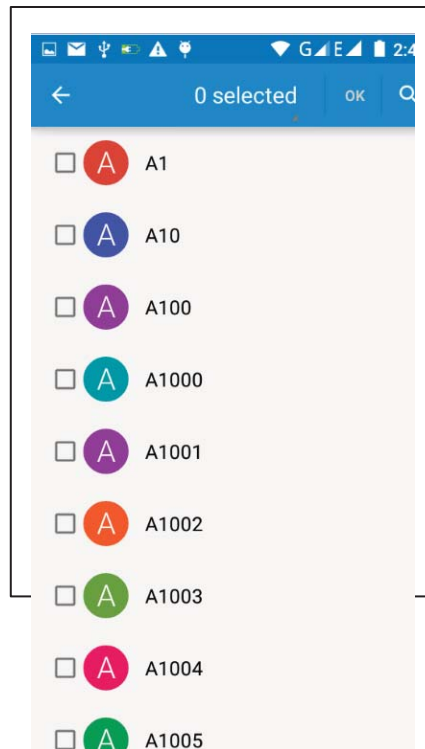 G E 2:4
0 selected OK
A A1
A A10
A A100
A A1000
A A1001
A A1002
A A1003
A A1004
A A1005